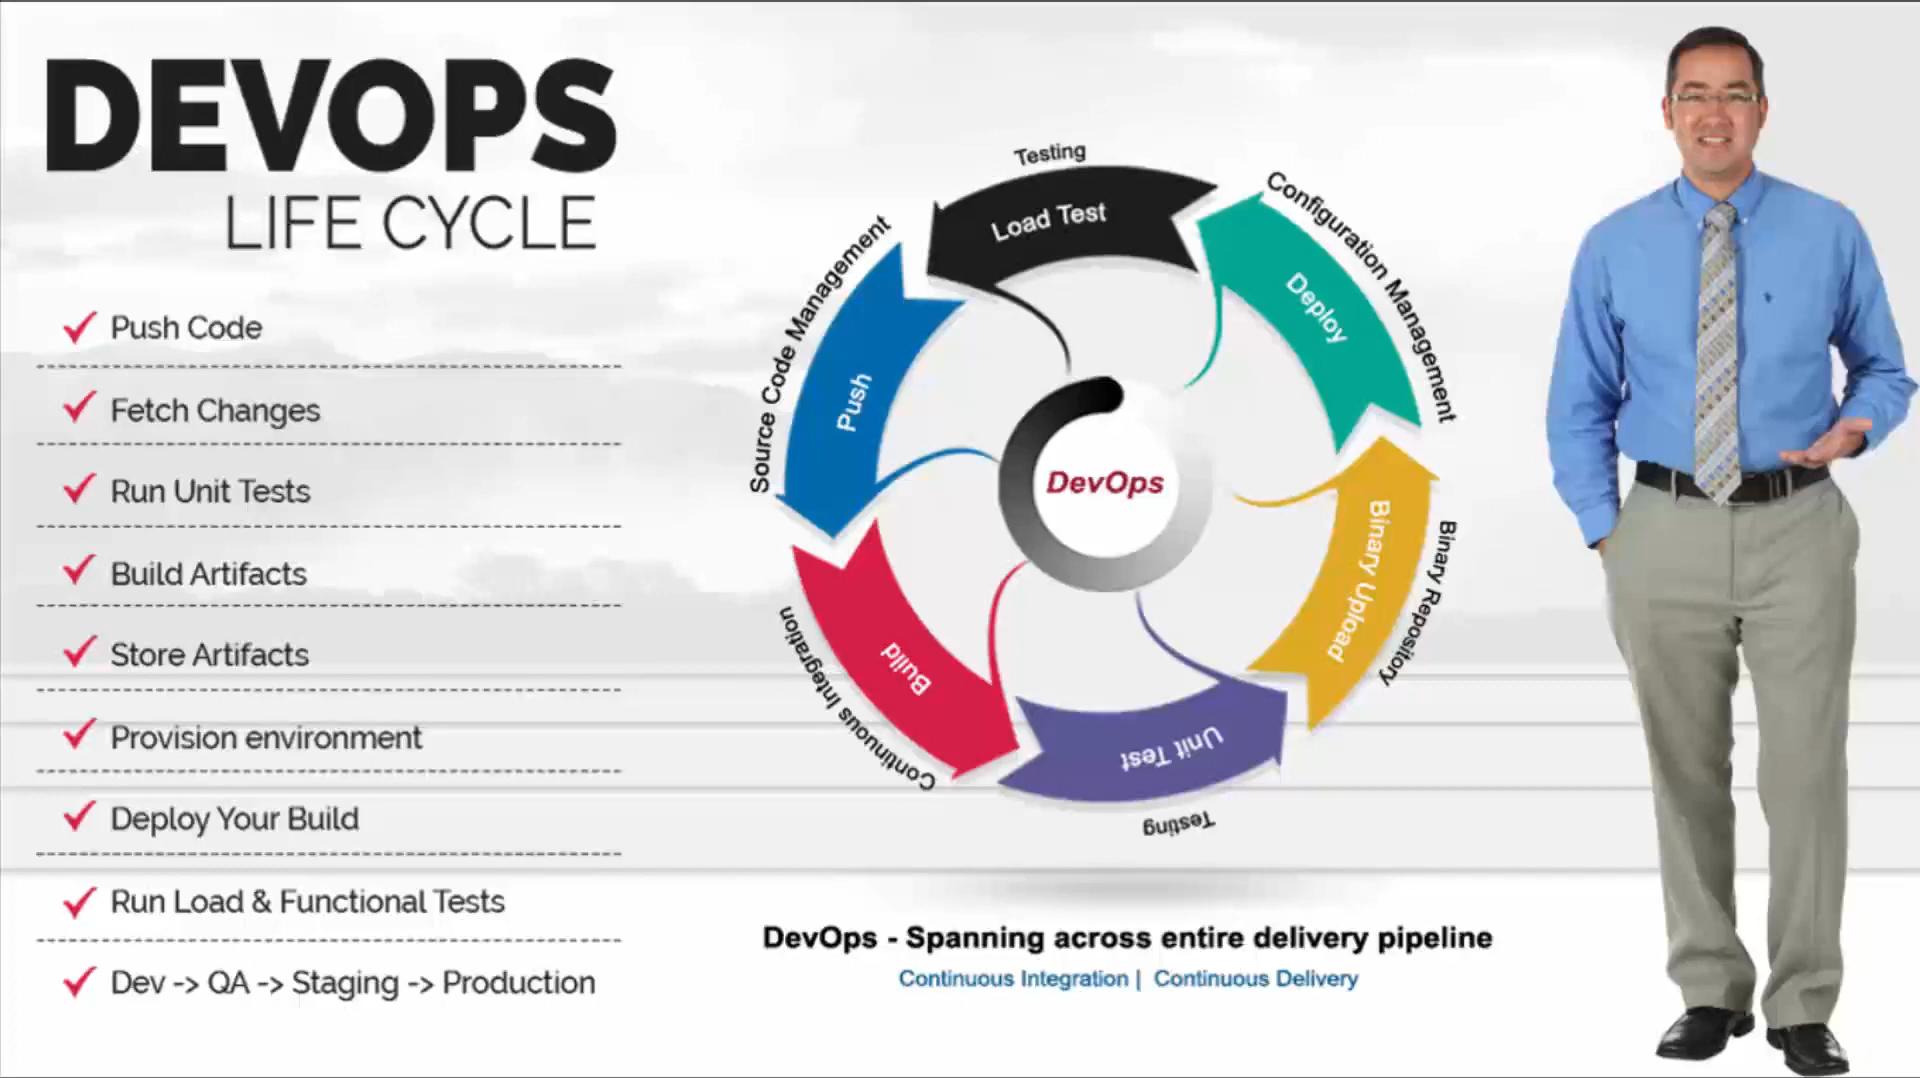 DEVOPS
LIFE CYCLE
Push Code
Fetch Changes
Run Unit Tests
Build Artifacts
Store Artifacts
Provision environment
Deploy Your Build
Run Load & Functional Tests
Dev -> QA -> Staging -> Production
Testing
Load Test
Configuration Management
Deploy
Source Code Management
Push
DevOps
Binary Upload
Binary Repository
Build
Continuous Integration
Unit Test
Testing
DevOps - Spanning across entire delivery pipeline
Continuous Integration | Continuous Delivery